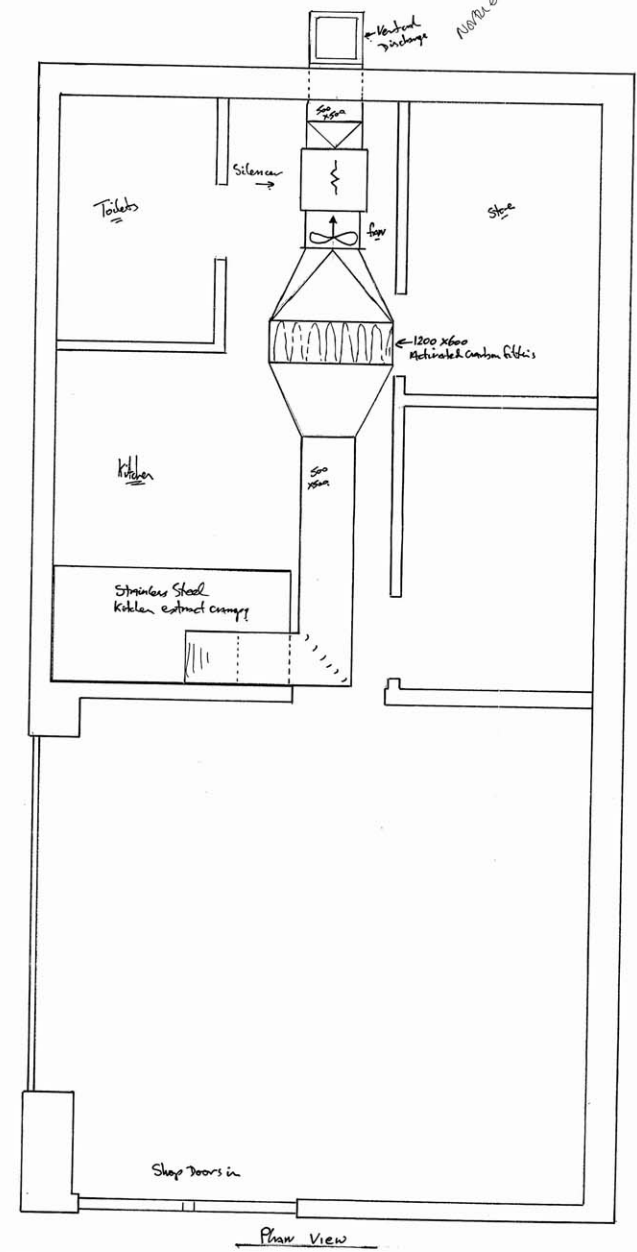 Vertical
Discharge
500
x500
Silencer
Toilets
Store
fan
1200 x600
Activated Carbon filters
Kitchen
500
x500
Stainless Steel
Kitchen extract canopy
Shop Doors in
Plan View